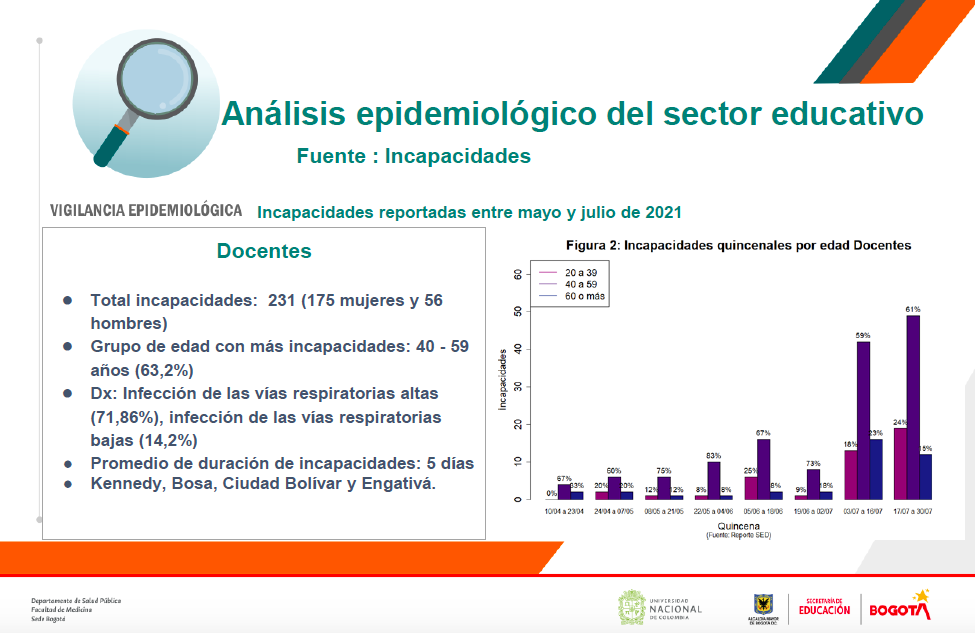 Análisis epidemiológico del sector educativo
Fuente : Incapacidades
VIGILANCIA EPIDEMIOLÓGICA
Incapacidades reportadas entre mayo y julio de 2021
Docentes
● Total incapacidades: 231 (175 mujeres y 56
hombres)
● Grupo de edad con más incapacidades: 40 - 59
años (63,2%)
● Dx: Infección de las vías respiratorias altas
(71,86%), infección de las vías respiratorias
bajas (14,2%)
● Promedio de duración de incapacidades: 5 días
● Kennedy, Bosa, Ciudad Bolívar y Engativá.
Figura 2: Incapacidades quincenales por edad Docentes
20 a 39
40 a 59
60 o más
Incapacidades
60
50
40
30
20
10
0
0% 67% 33%
20% 60% 20%
12% 75% 12%
8% 83% 8%
25% 67% 8%
9% 73% 18%
18% 59% 23%
24% 61% 15%
10/04 a 23/04
24/04 a 07/05
08/05 a 21/05
22/05 a 04/06
05/06 a 18/06
19/06 a 02/07
03/07 a 16/07
17/07 a 30/07
Quincena
(Fuente: Reporte SED)
Departamento de Salud Pública
Facultad de Medicina
Sede Bogotá
UNIVERSIDAD
NACIONAL
DE COLOMBIA
ALCALDÍA MAYOR
DE BOGOTÁ D.C.
SECRETARÍA DE
EDUCACIÓN
BOGOTÁ